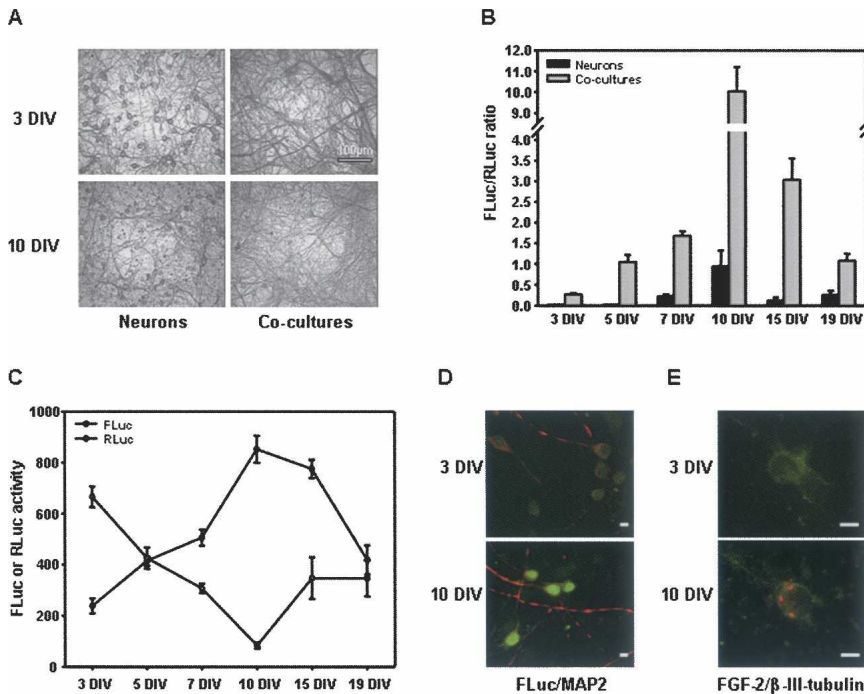 A
3 DIV
100µm
10 DIV
Neurons
Co-cultures
B
FLuc/RLuc ratio
12.0
11.0
10.0
9.0
4.0
3.0
2.0
1.5
1.0
0.5
0.0
Neurons
Co-cultures
3 DIV
5 DIV
7 DIV
10 DIV
15 DIV
19 DIV
C
FLuc or RLuc activity
1000
800
600
400
200
0
FLuc
RLuc
3 DIV
5 DIV
7 DIV
10 DIV
15 DIV
19 DIV
D
3 DIV
10 DIV
FLuc/MAP2
E
3 DIV
10 DIV
FGF-2/β-III-tubulin